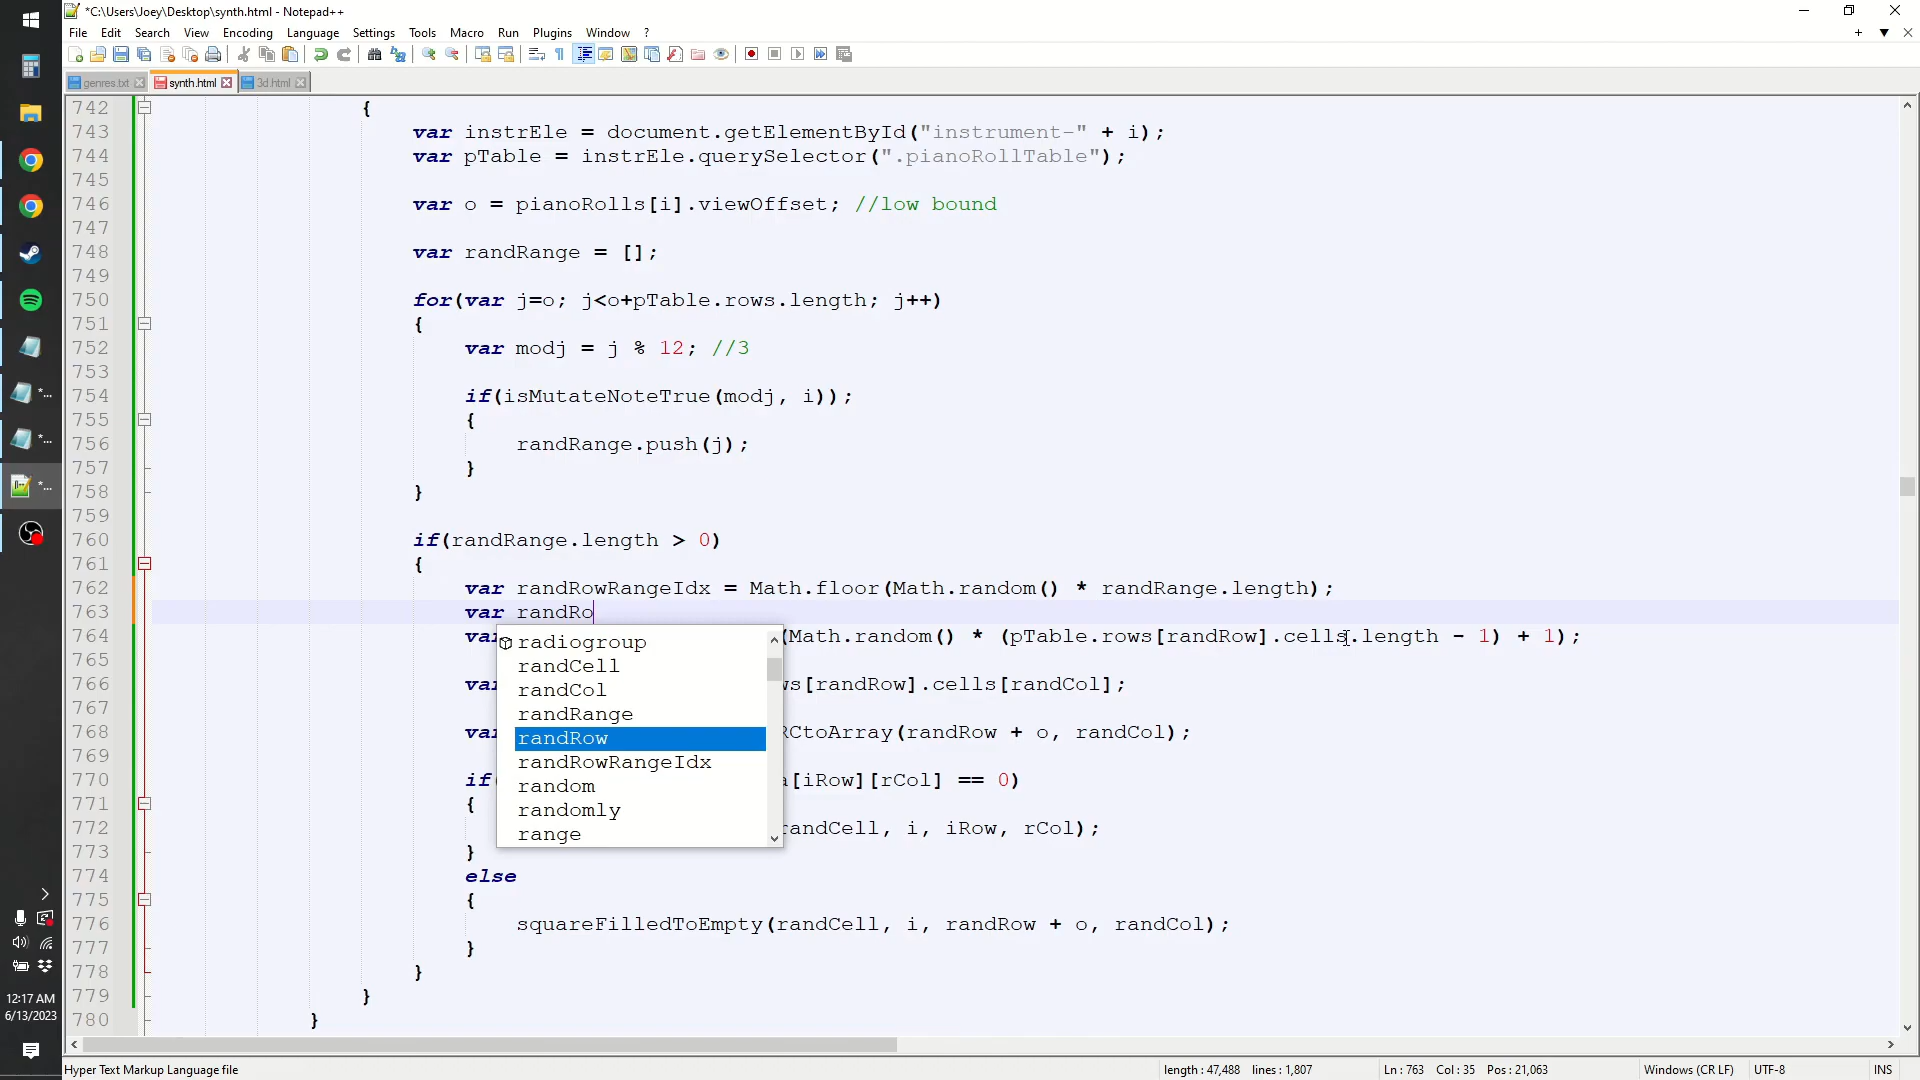 *C:\Users\Joey\Desktop\synth.html - Notepad++
File Edit Search View Encoding Language Settings Tools Macro Run Plugins Window ?
genres.txt synth.html 3d.html
742 {
743 var instrEle = document.getElementById("instrument-" + i);
744 var pTable = instrEle.querySelector(".pianoRollTable");
745
746 var o = pianoRolls[i].viewOffset; //low bound
747
748 var randRange = [];
749
750 for(var j=o; j<o+pTable.rows.length; j++)
751 {
752 var modj = j % 12; //3
753
754 if(isMutateNoteTrue(modj, i));
755 {
756 randRange.push(j);
757 }
758 }
759
760 if(randRange.length > 0)
761 {
762 var randRowRangeIdx = Math.floor(Math.random() * randRange.length);
763 var randRo
764 var (Math.random() * (pTable.rows[randRow].cells.length - 1) + 1);
765
766 var ws[randRow].cells[randCol];
767
768 var RCtoArray(randRow + o, randCol);
769
770 if a[iRow][rCol] == 0)
771 {
772 randCell, i, iRow, rCol);
773 }
774 else
775 {
776 squareFilledToEmpty(randCell, i, randRow + o, randCol);
777 }
778 }
779 }
780 }
radiogroup
randCell
randCol
randRange
randRow
randRowRangeIdx
random
randomly
range
12:17 AM
6/13/2023
Hyper Text Markup Language file length : 47,488 lines : 1,807 Ln : 763 Col : 35 Pos : 21,063 Windows (CR LF) UTF-8 INS